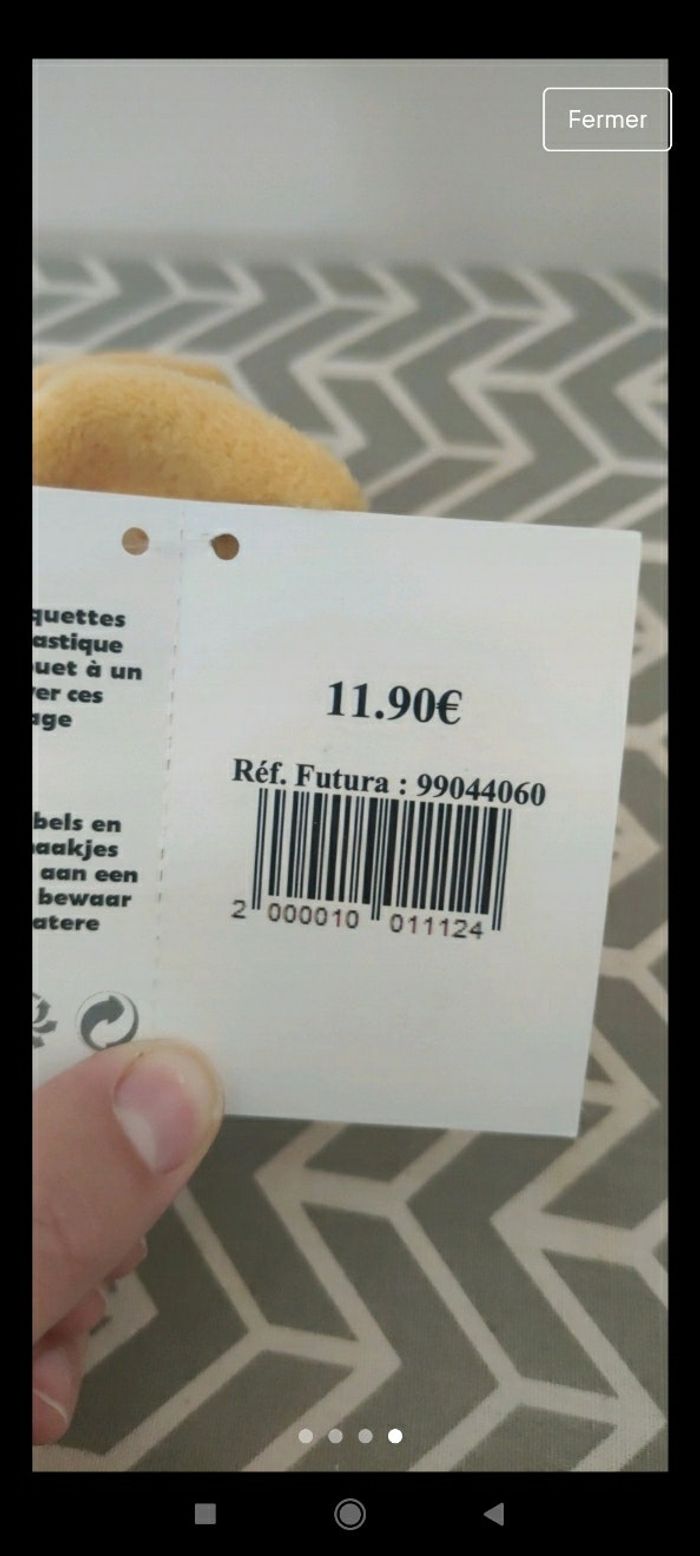 Fermer
quettes
astique
uet à un
er ces
age
bels en
aakjes
aan een
bewaar
atere
11.90€
Réf. Futura : 99044060
2 000010 011124